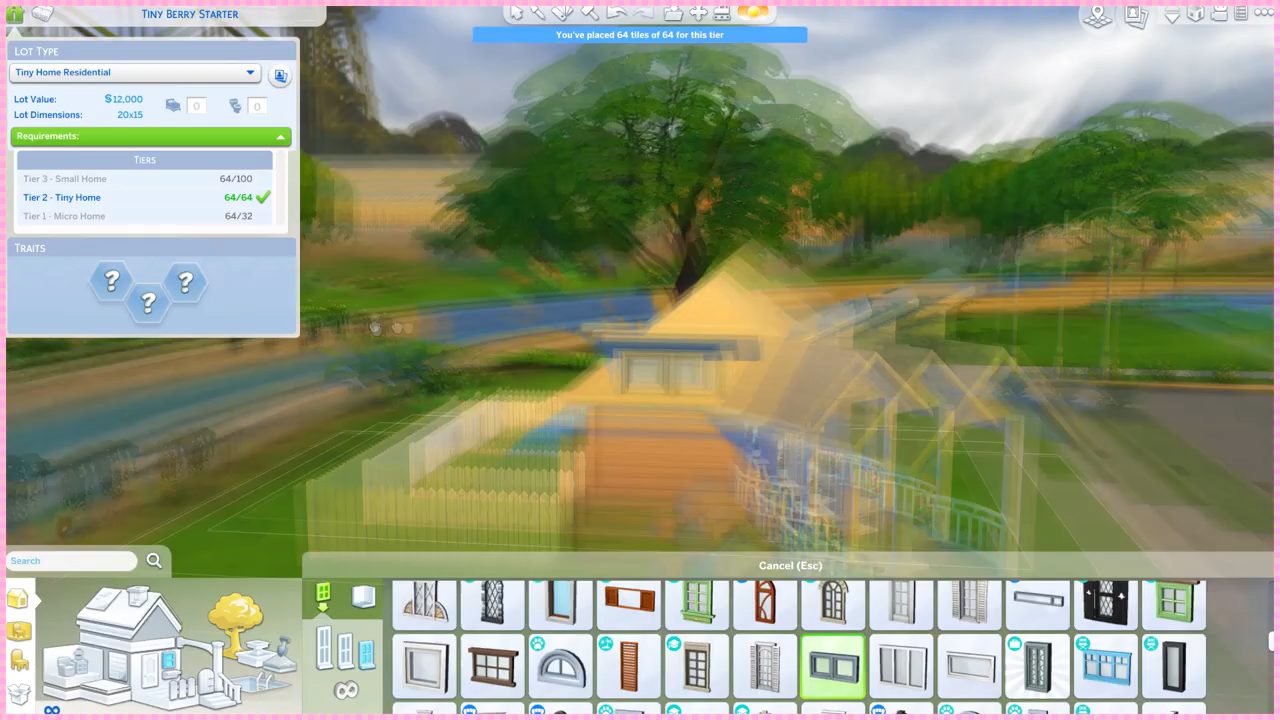 TINY BERRY STARTER
You've placed 64 tiles of 64 for this tier
LOT TYPE
Tiny Home Residential
Lot Value: $12,000
0 0
Lot Dimensions: 20x15
Requirements:
TIERS
Tier 3 - Small Home 64/100
Tier 2 - Tiny Home 64/64
Tier 1 - Micro Home 64/32
TRAITS
? ? ?
Search
Cancel (Esc)